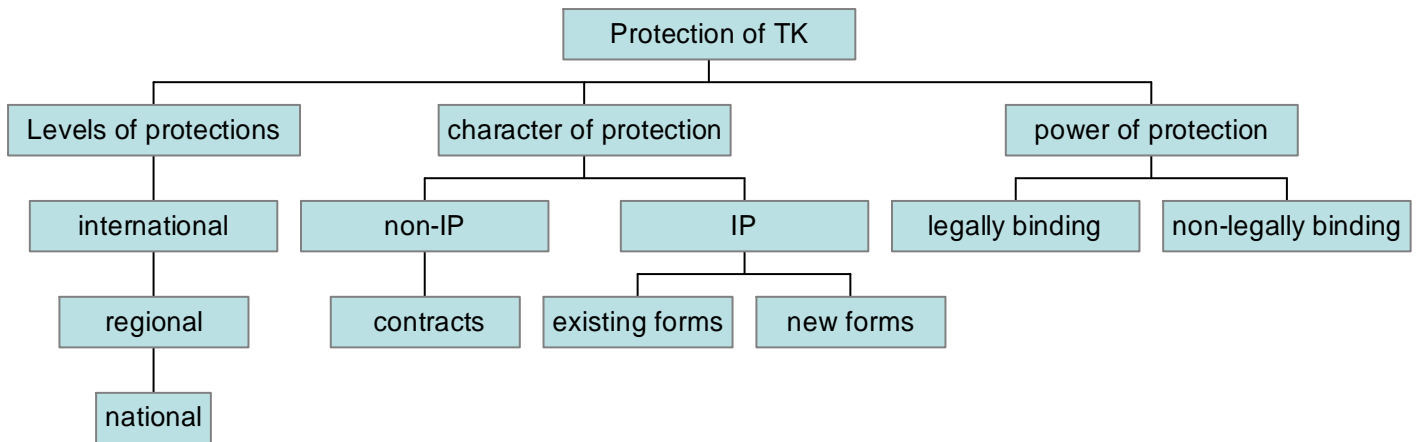 Protection of TK
Levels of protections
character of protection
power of protection
international
non-IP
IP
legally binding
non-legally binding
regional
contracts
existing forms
new forms
national